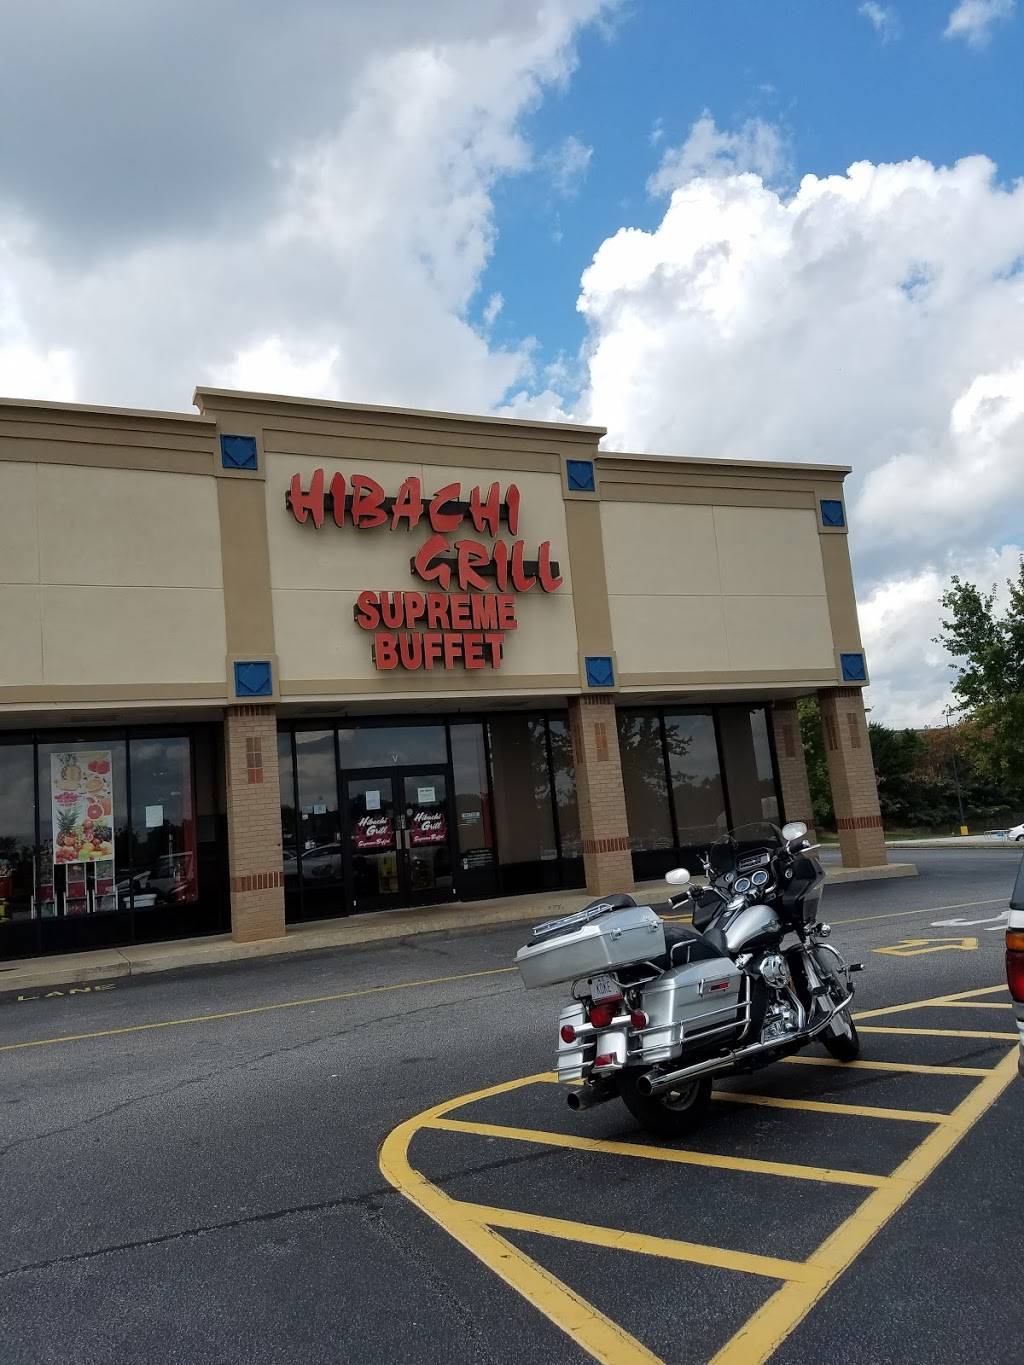 HIBACHI
GRILL
SUPREME
BUFFET
V
Hibachi
Grill
Supreme Buffet
Hibachi
Grill
Supreme Buffet
LANE